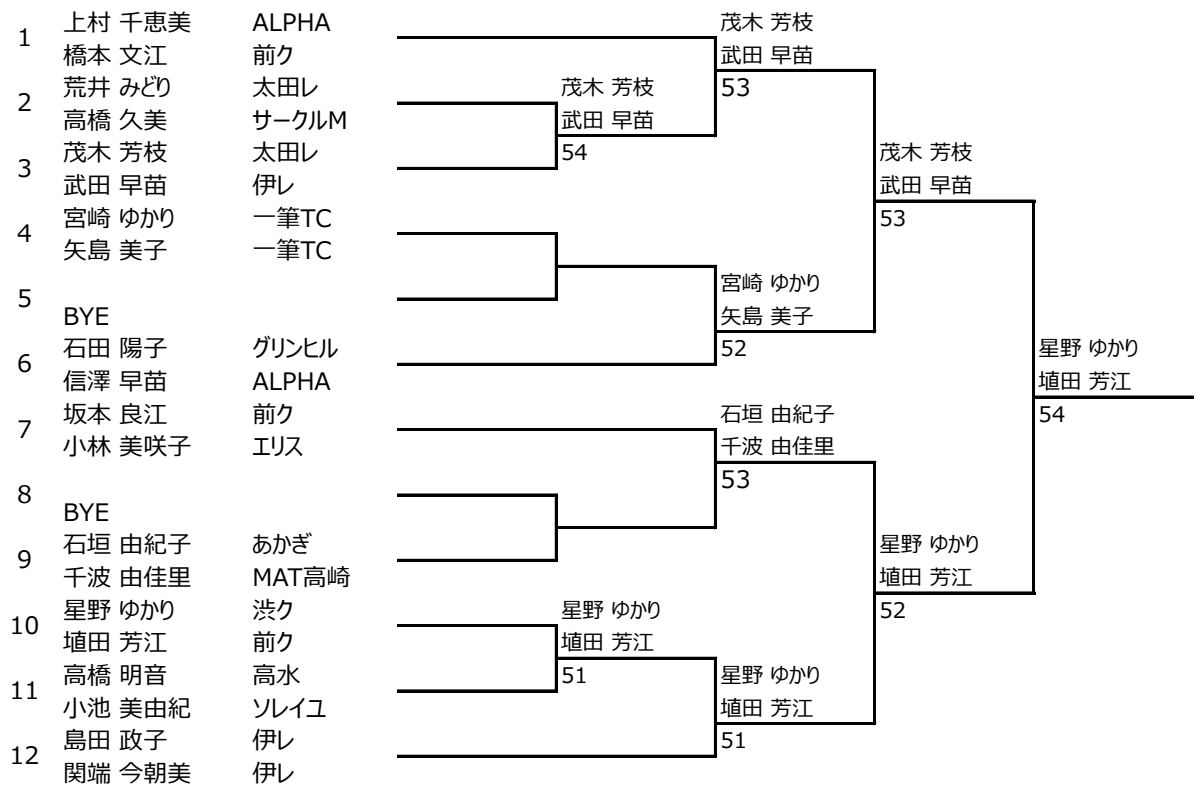 1 上村 千恵美 ALPHA 茂木 芳枝
橋本 文江 前ク 武田 早苗
荒井 みどり 太田レ 茂木 芳枝 53
2 高橋 久美 サークルM 武田 早苗
3 茂木 芳枝 太田レ 54 茂木 芳枝
武田 早苗 伊レ 武田 早苗
4 宮崎 ゆかり 一筆TC 53
矢島 美子 一筆TC
5 宮崎 ゆかり
BYE 矢島 美子
6 石田 陽子 グリンヒル 52 星野 ゆかり
信澤 早苗 ALPHA 埴田 芳江
7 坂本 良江 前ク 石垣 由紀子 54
小林 美咲子 エリス 千波 由佳里
8 53
BYE
9 石垣 由紀子 あかぎ 星野 ゆかり
千波 由佳里 MAT高崎 埴田 芳江
10 星野 ゆかり 渋ク 星野 ゆかり 52
埴田 芳江 前ク 埴田 芳江
11 高橋 明音 高水 51 星野 ゆかり
小池 美由紀 ソレイユ 埴田 芳江
12 島田 政子 伊レ 51
関端 今朝美 伊レ